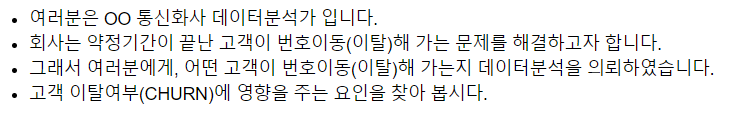 • 여러분은 OO 통신화사 데이터분석가 입니다.
• 회사는 약정기간이 끝난 고객이 번호이동(이탈)해 가는 문제를 해결하고자 합니다.
• 그래서 여러분에게, 어떤 고객이 번호이동(이탈)해 가는지 데이터분석을 의뢰하였습니다.
• 고객 이탈여부(CHURN)에 영향을 주는 요인을 찾아 봅시다.